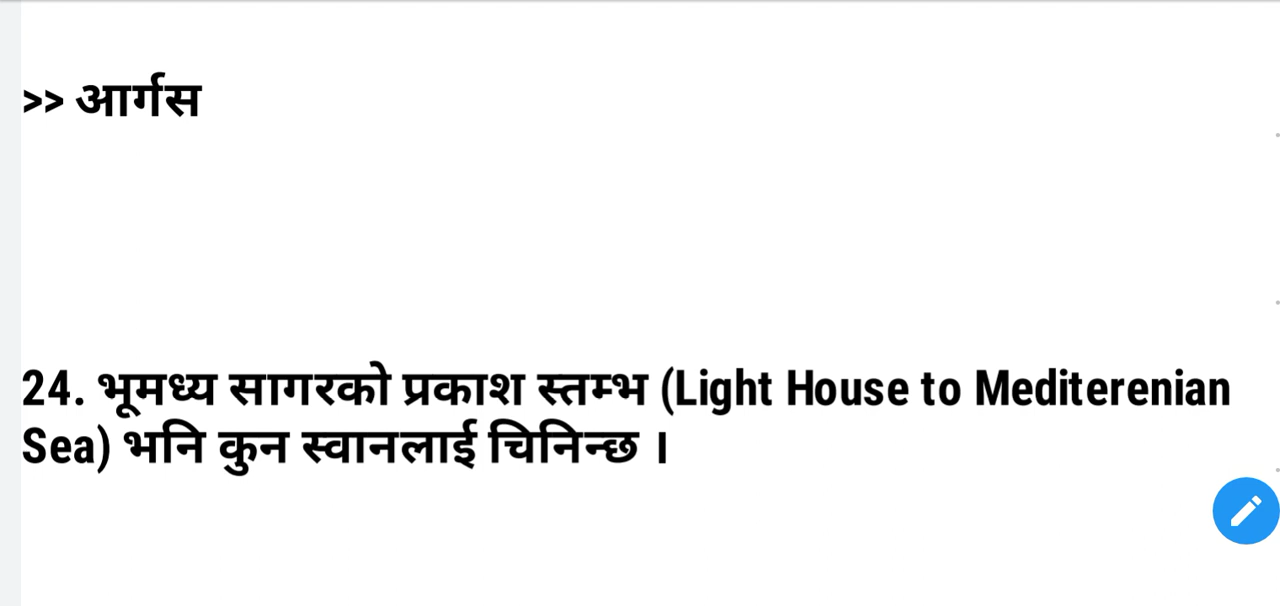 >> आर्गस
24. भूमध्य सागरको प्रकाश स्तम्भ (Light House to Mediterenian
Sea) भनि कुन स्वानलाई चिनिन्छ ।